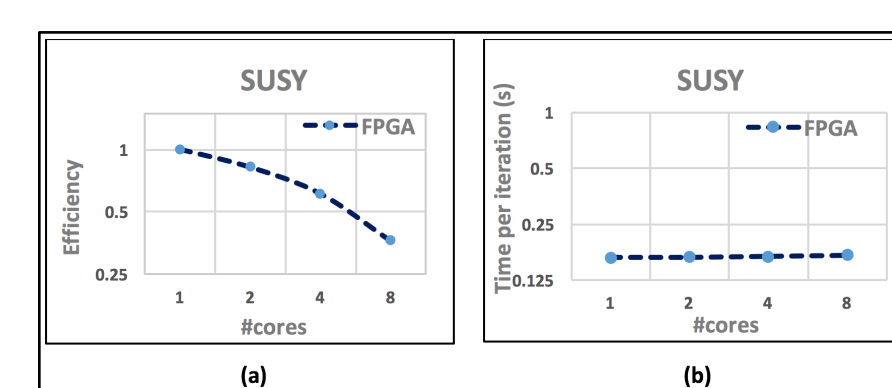 SUSY
FPGA
Efficiency
1
0.5
0.25
1 2 4 8
#cores
(a)
SUSY
FPGA
Time per iteration (s)
1
0.5
0.25
0.125
1 2 4 8
#cores
(b)